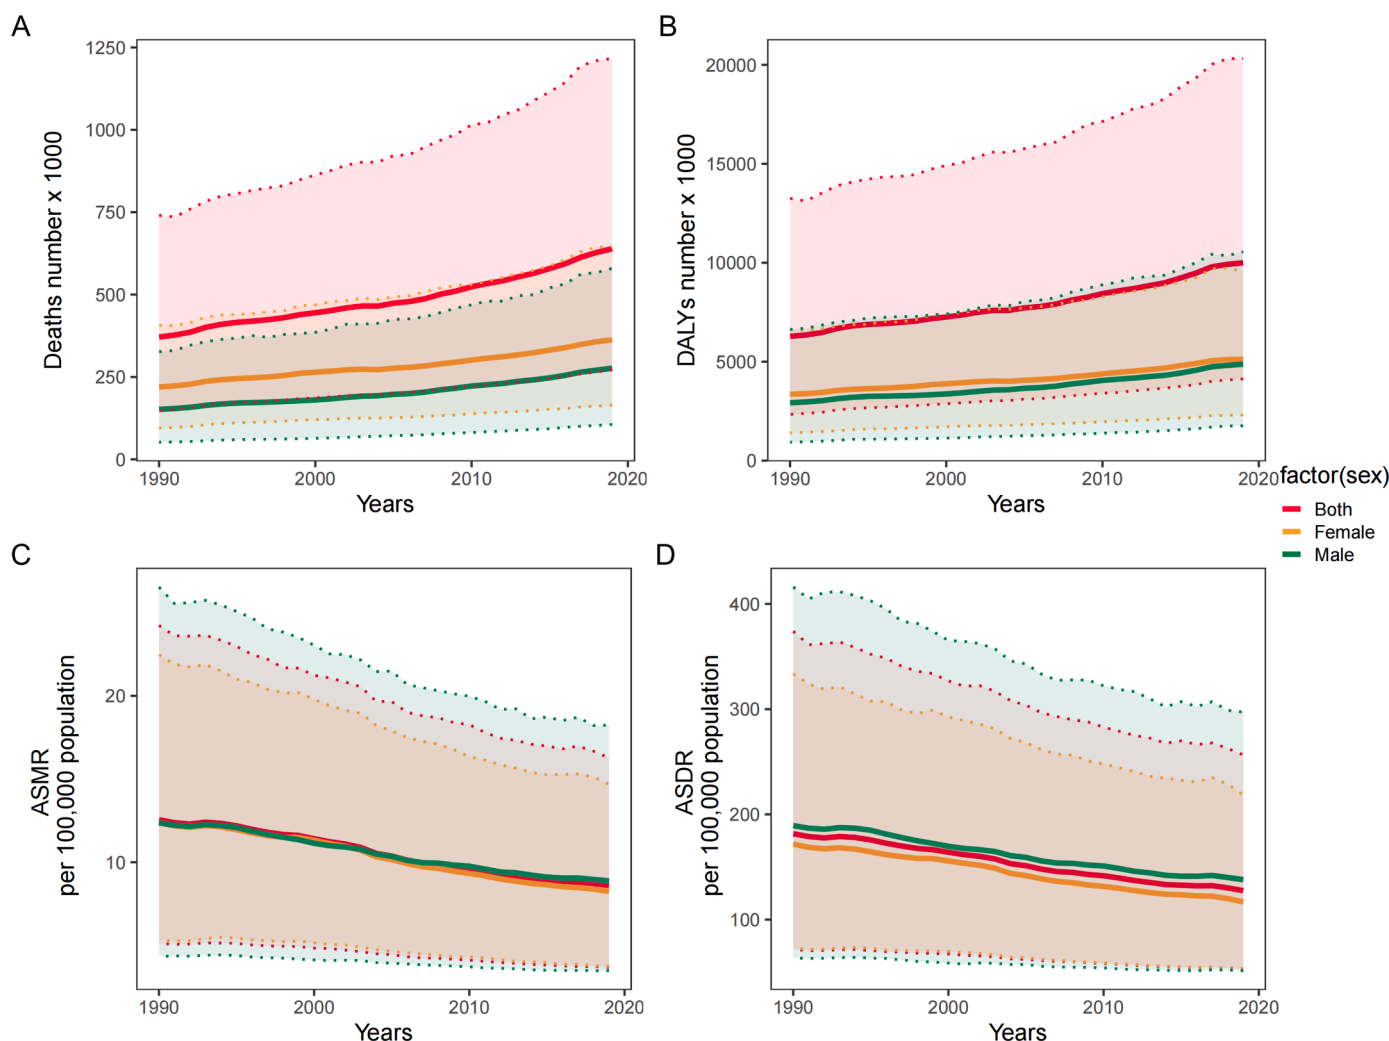 A
Deaths number x 1000
1250
1000
750
500
250
0
1990
2000
2010
2020
Years
B
DALYs number x 1000
20000
15000
10000
5000
0
1990
2000
2010
2020
Years
factor(sex)
Both
Female
Male
C
ASMR
per 100,000 population
20
10
1990
2000
2010
2020
Years
D
ASDR
per 100,000 population
400
300
200
100
1990
2000
2010
2020
Years